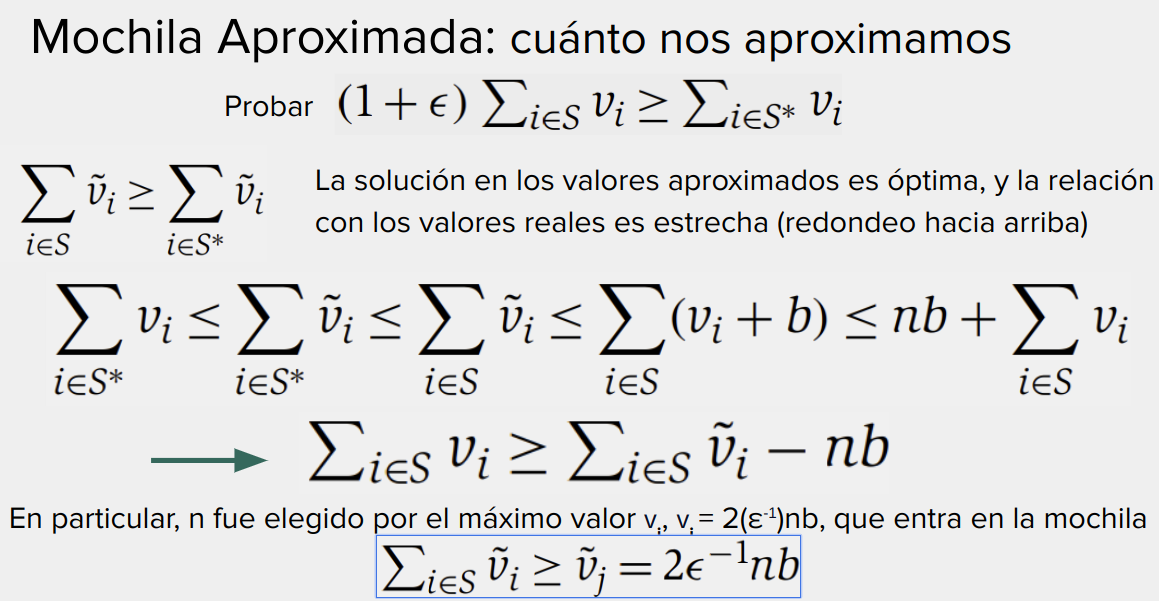 Mochila Aproximada: cuánto nos aproximamos
Probar (1 + ϵ) ∑_{i∈S} v_i ≥ ∑_{i∈S*} v_i
∑_{i∈S} ṽ_i ≥ ∑_{i∈S*} ṽ_i
La solución en los valores aproximados es óptima, y la relación
con los valores reales es estrecha (redondeo hacia arriba)
∑_{i∈S*} v_i ≤ ∑_{i∈S*} ṽ_i ≤ ∑_{i∈S} ṽ_i ≤ ∑_{i∈S} (v_i + b) ≤ nb + ∑_{i∈S} v_i
∑_{i∈S} v_i ≥ ∑_{i∈S} ṽ_i − nb
En particular, n fue elegido por el máximo valor v_i, v_i = 2(ε⁻¹)nb, que entra en la mochila
∑_{i∈S} ṽ_i ≥ ṽ_j = 2ϵ⁻¹nb